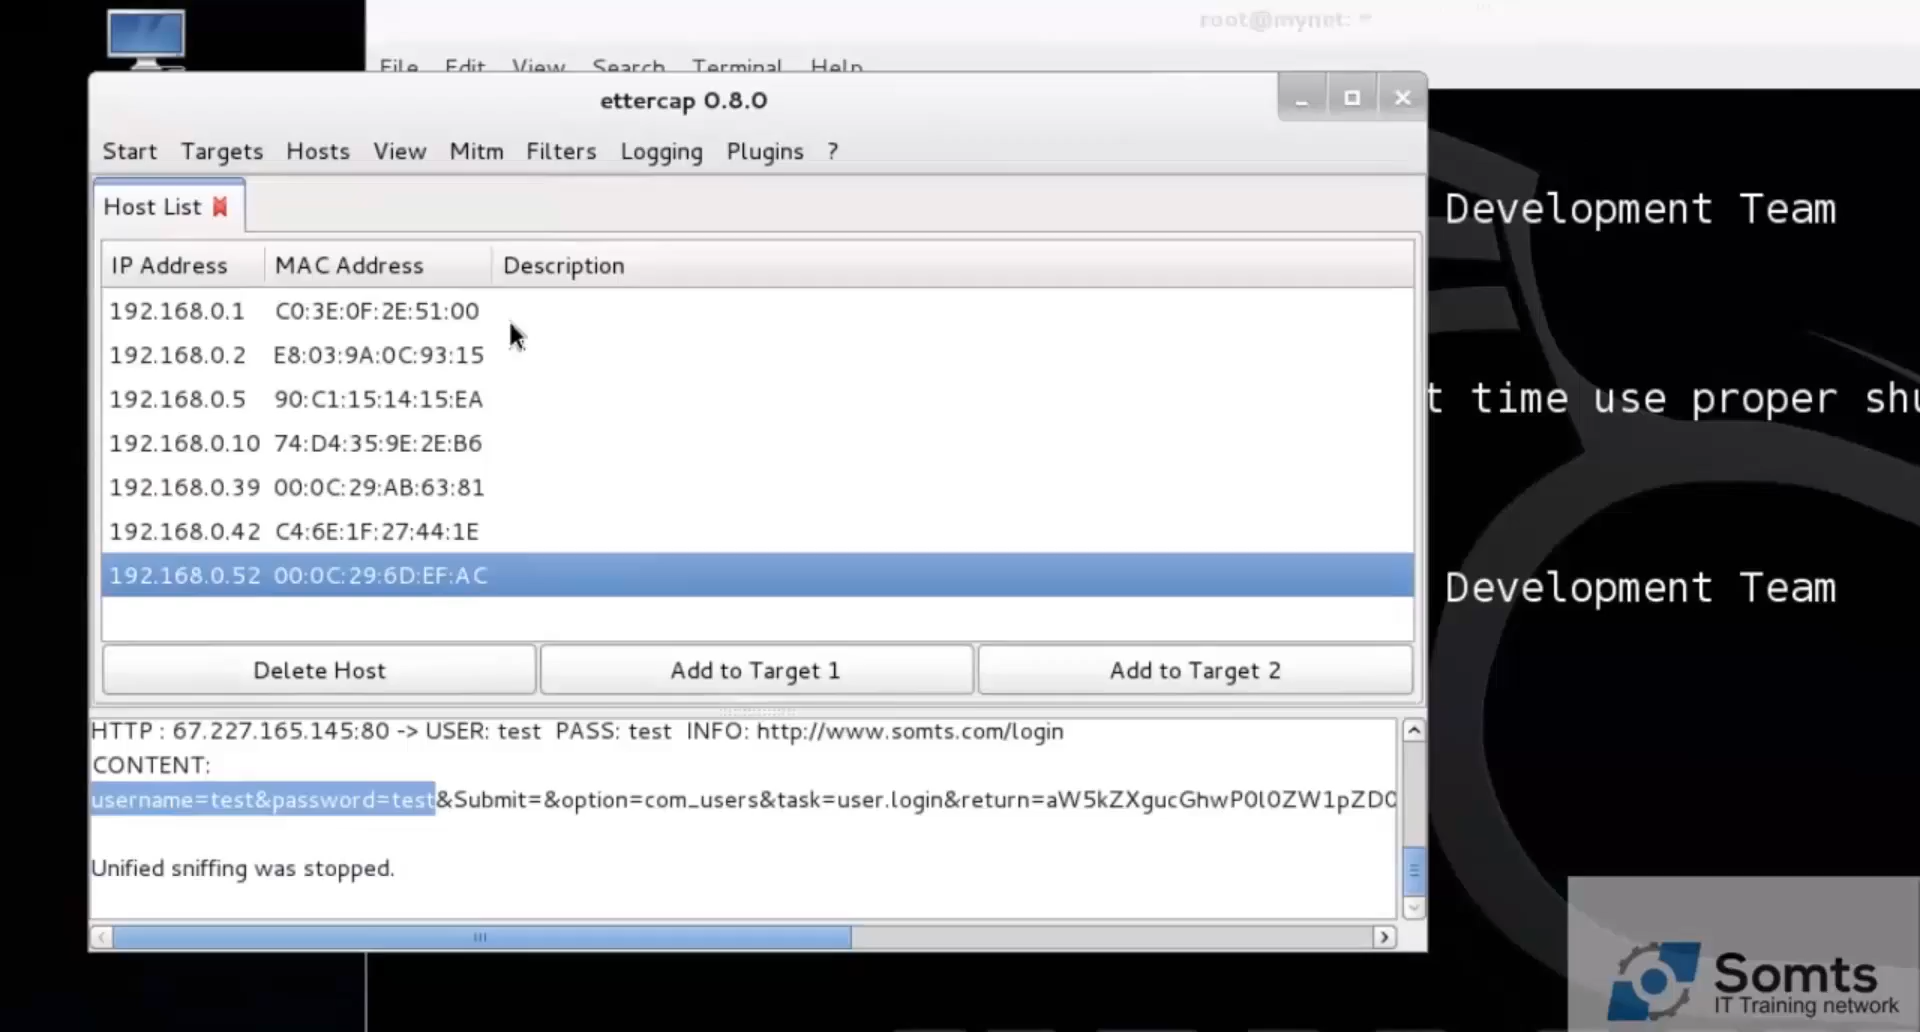 root@mynet: ~
File Edit View Search Terminal Help
ettercap 0.8.0
Start Targets Hosts View Mitm Filters Logging Plugins ?
Host List
IP Address MAC Address Description
192.168.0.1 C0:3E:0F:2E:51:00
192.168.0.2 E8:03:9A:0C:93:15
192.168.0.5 90:C1:15:14:15:EA
192.168.0.10 74:D4:35:9E:2E:B6
192.168.0.39 00:0C:29:AB:63:81
192.168.0.42 C4:6E:1F:27:44:1E
192.168.0.52 00:0C:29:6D:EF:AC
Delete Host Add to Target 1 Add to Target 2
HTTP : 67.227.165.145:80 -> USER: test PASS: test INFO: http://www.somts.com/login
CONTENT:
username=test&password=test&Submit=&option=com_users&task=user.login&return=aW5kZXgucGhwP0l0ZW1pZD0
Unified sniffing was stopped.
Development Team
t time use proper shu
Development Team
Somts
IT Training network